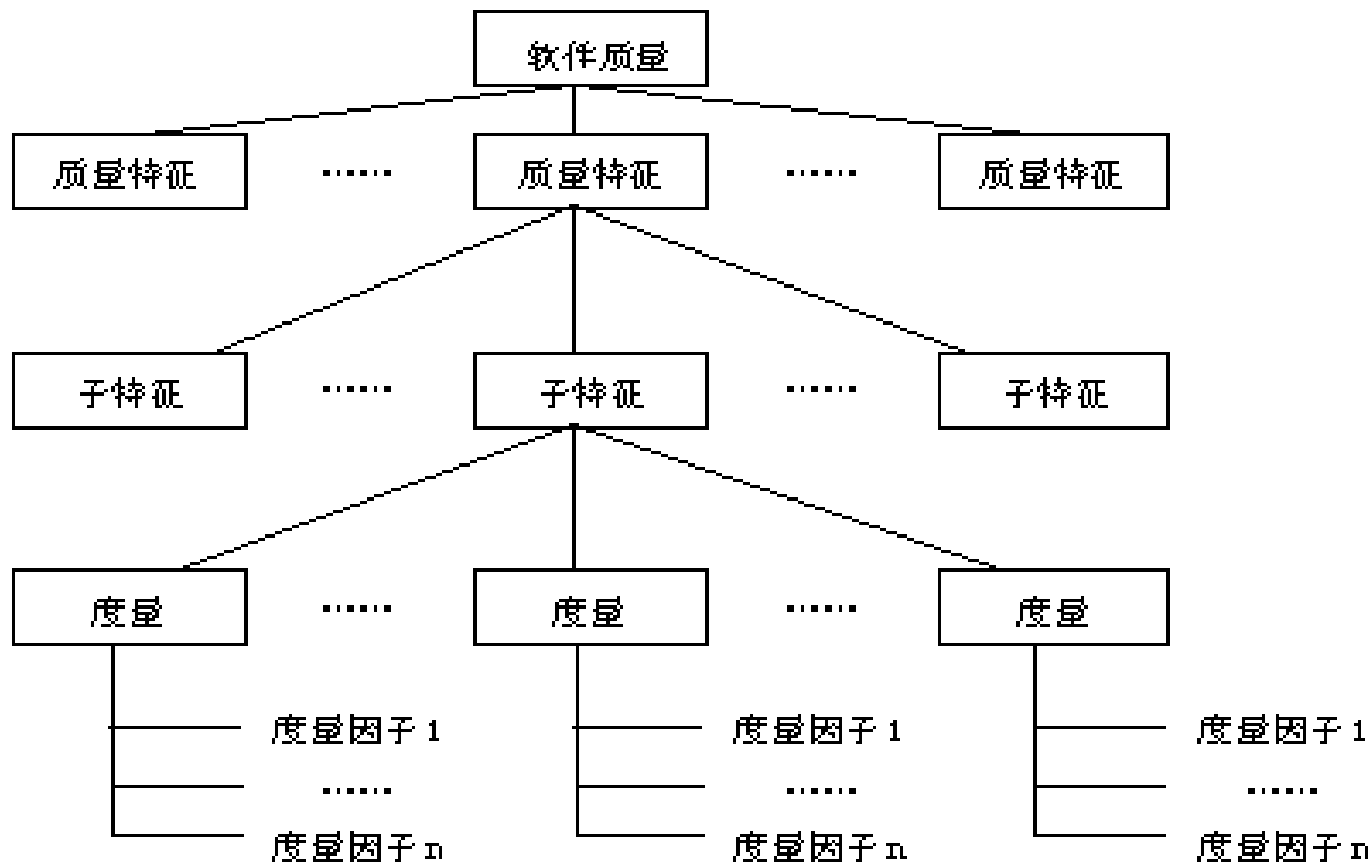 软件质量
质量特征 …… 质量特征 …… 质量特征
子特征 …… 子特征 …… 子特征
度量 …… 度量 …… 度量
度量因子1 度量因子1 度量因子1
…… …… ……
度量因子n 度量因子n 度量因子n